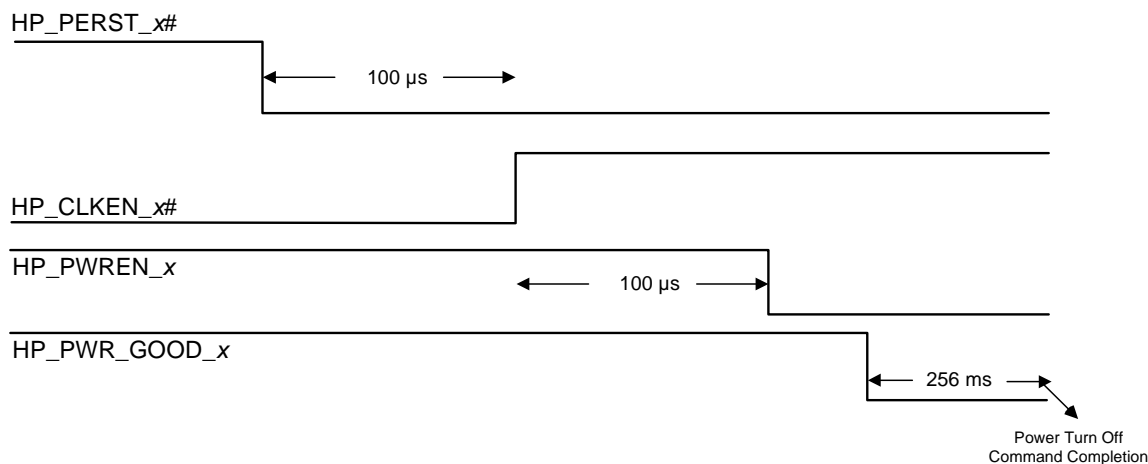 HP_PERST_x#
100 µs
HP_CLKEN_x#
HP_PWREN_x
100 µs
HP_PWR_GOOD_x
256 ms
Power Turn Off
Command Completion